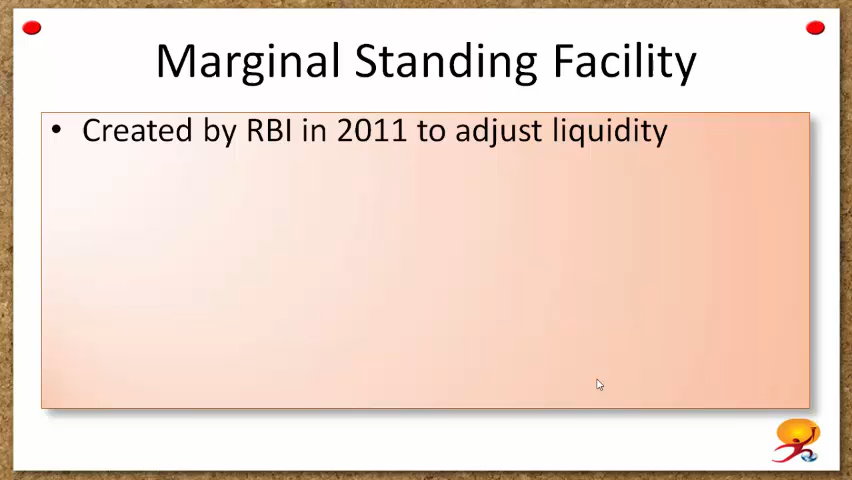 Marginal Standing Facility
• Created by RBI in 2011 to adjust liquidity